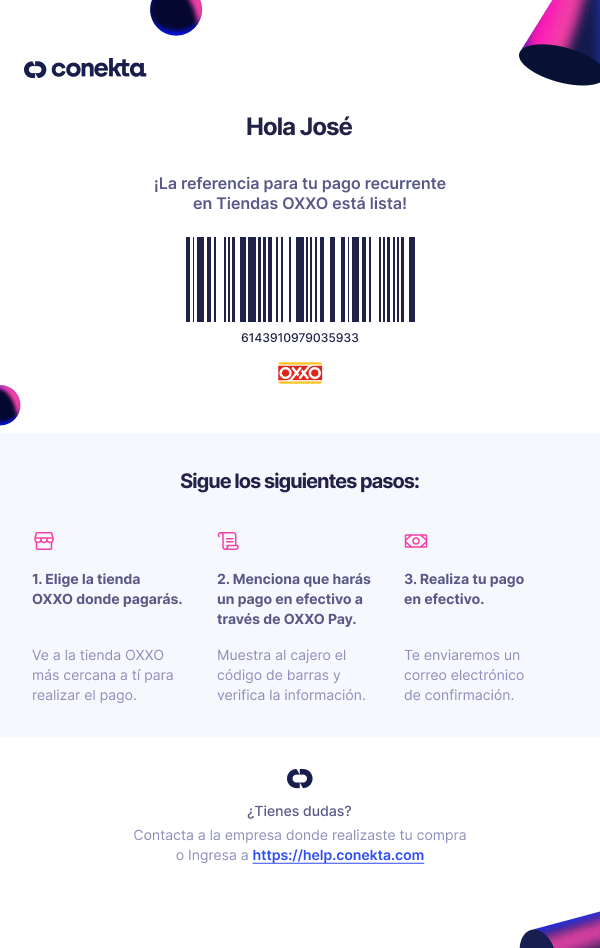 conekta
Hola José
¡La referencia para tu pago recurrente
en Tiendas OXXO está lista!
6143910979035933
OXXO
Sigue los siguientes pasos:
1. Elige la tienda
OXXO donde pagarás.
Ve a la tienda OXXO
más cercana a tí para
realizar el pago.
2. Menciona que harás
un pago en efectivo a
través de OXXO Pay.
Muestra al cajero el
código de barras y
verifica la información.
3. Realiza tu pago
en efectivo.
Te enviaremos un
correo electrónico
de confirmación.
¿Tienes dudas?
Contacta a la empresa donde realizaste tu compra
o Ingresa a https://help.conekta.com